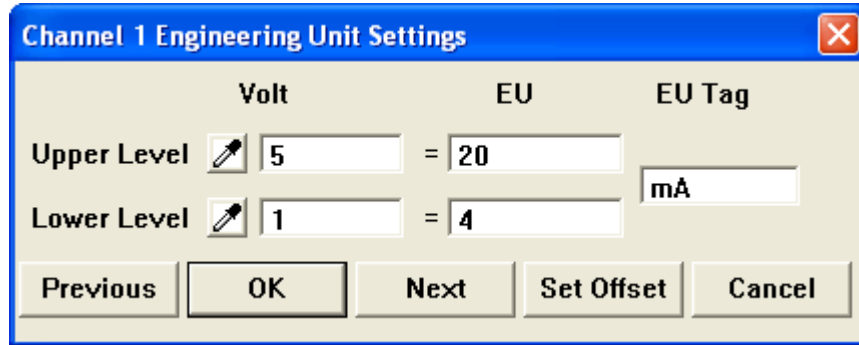 Channel 1 Engineering Unit Settings
Volt EU EU Tag
Upper Level 5 = 20
mA
Lower Level 1 = 4
Previous OK Next Set Offset Cancel